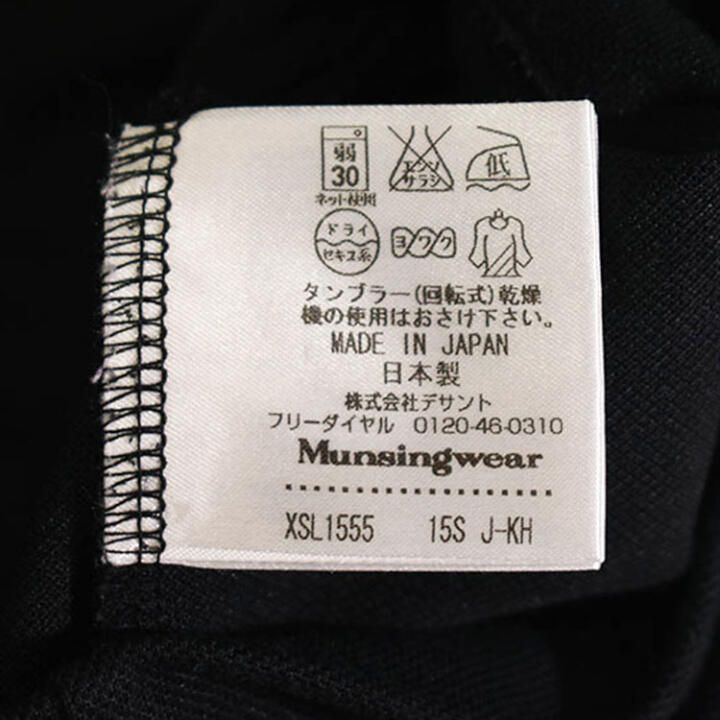 弱
30
ネット使用
エンソ
サラシ
低
ドライ
セキユ系
ヨワク
タンブラー(回転式)乾燥
機の使用はおさけ下さい。
MADE IN JAPAN
日本製
株式会社デサント
フリーダイヤル 0120-46-0310
Munsingwear
XSL1555 15S J-KH